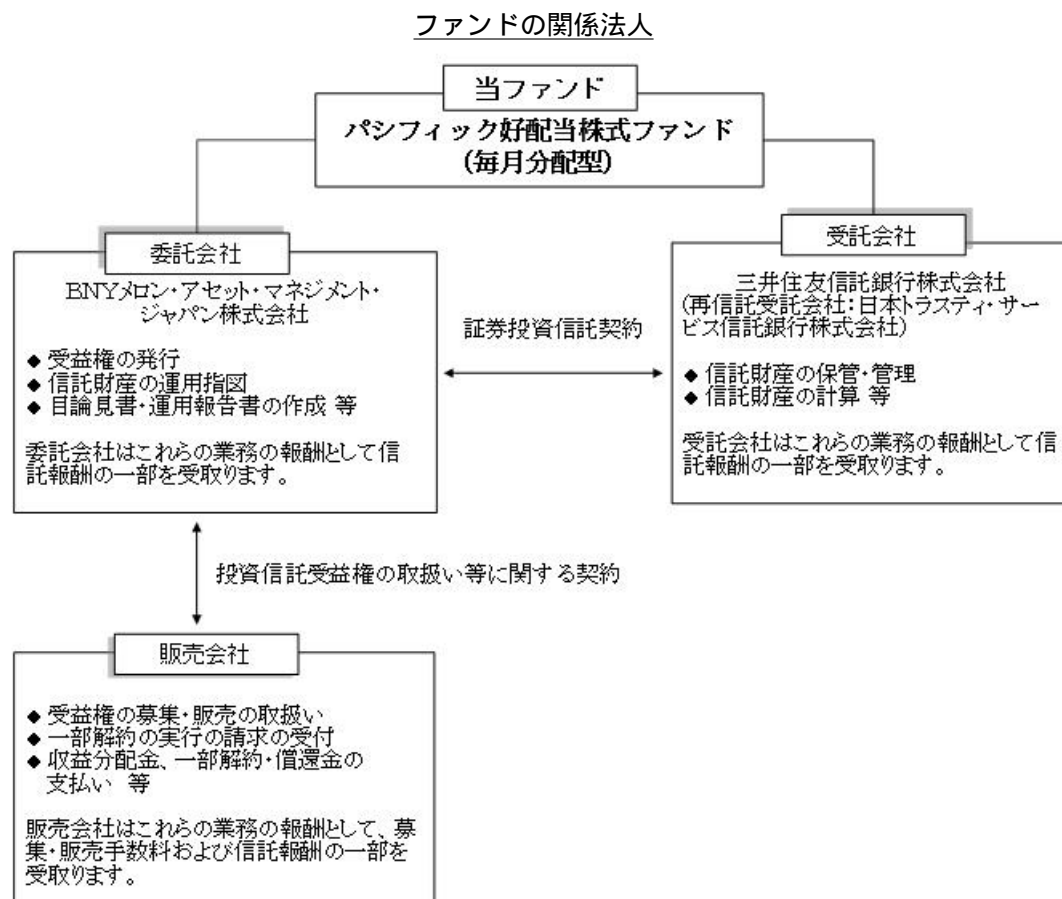 ファンドの関係法人
当ファンド
パシフィック好配当株式ファンド
(毎月分配型)
委託会社
BNYメロン・アセット・マネジメント・
ジャパン株式会社
◆ 受益権の発行
◆ 信託財産の運用指図
◆ 目論見書・運用報告書の作成 等
委託会社はこれらの業務の報酬として信
託報酬の一部を受取ります。
証券投資信託契約
受託会社
三井住友信託銀行株式会社
(再信託受託会社:日本トラスティ・サー
ビス信託銀行株式会社)
◆ 信託財産の保管・管理
◆ 信託財産の計算 等
受託会社はこれらの業務の報酬として信
託報酬の一部を受取ります。
投資信託受益権の取扱い等に関する契約
販売会社
◆ 受益権の募集・販売の取扱い
◆ 一部解約の実行の請求の受付
◆ 収益分配金、一部解約・償還金の
支払い 等
販売会社はこれらの業務の報酬として、募
集・販売手数料および信託報酬の一部を
受取ります。